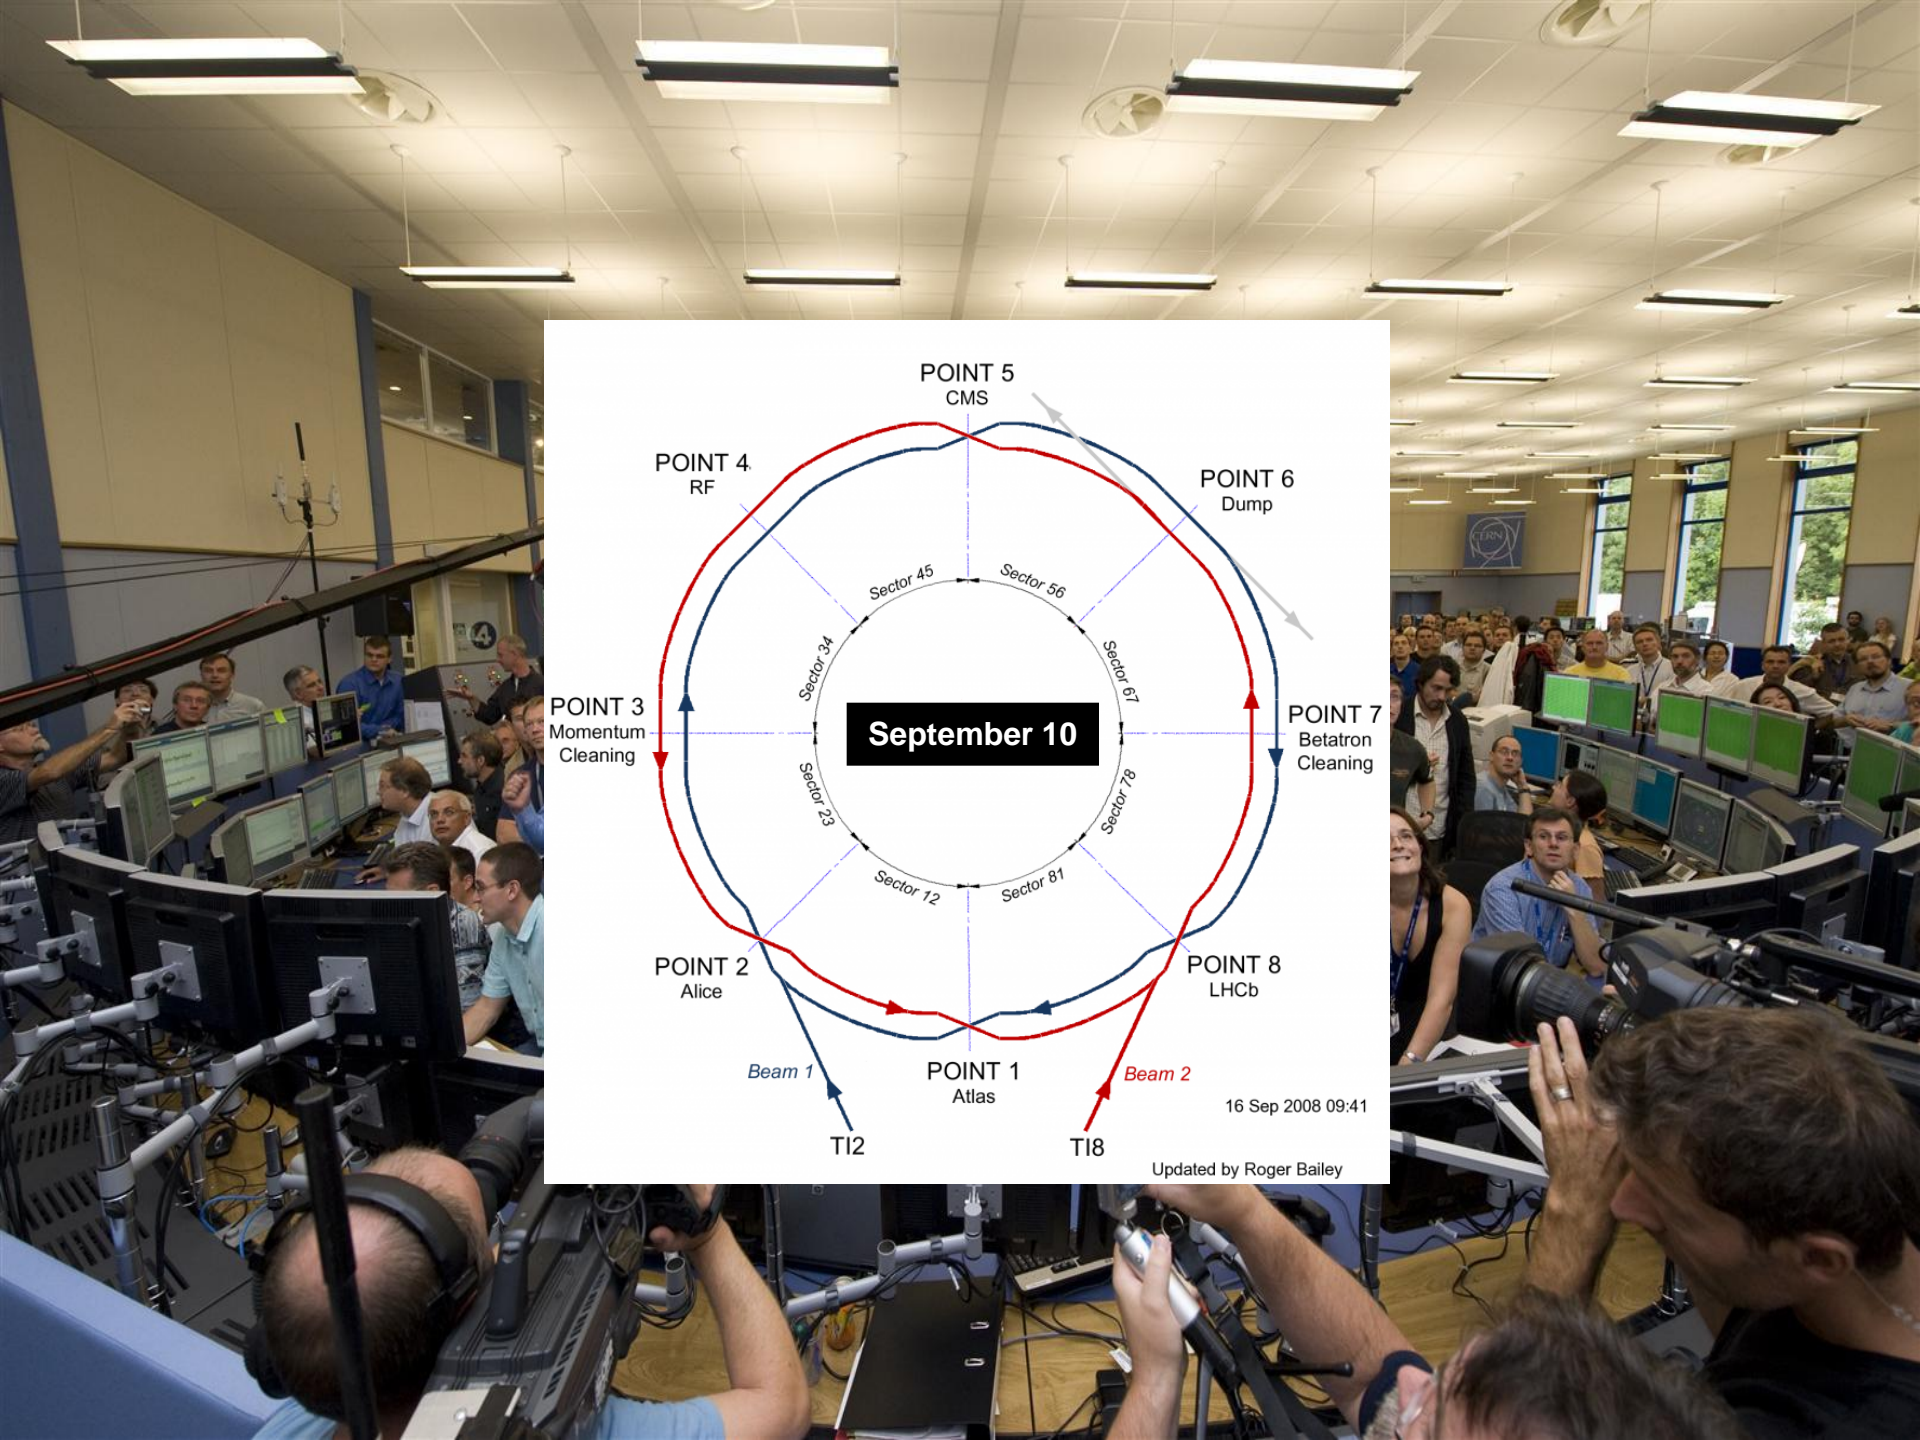 POINT 5
CMS
POINT 4
RF
POINT 6
Dump
Sector 45
Sector 56
Sector 34
Sector 67
POINT 3
Momentum
Cleaning
September 10
POINT 7
Betatron
Cleaning
Sector 23
Sector 78
Sector 12
Sector 81
POINT 2
Alice
POINT 8
LHCb
Beam 1
POINT 1
Atlas
Beam 2
16 Sep 2008 09:41
TI2
TI8
Updated by Roger Bailey
CERN
4